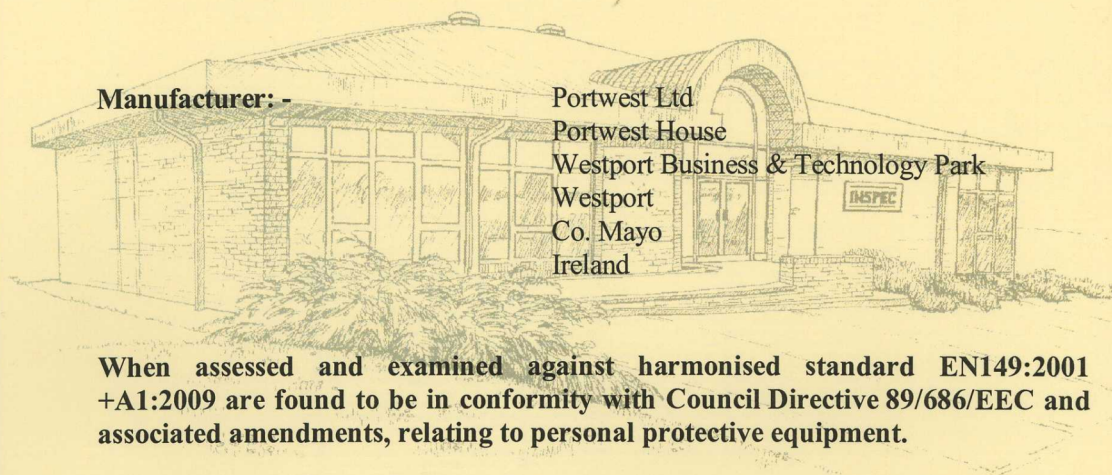 Manufacturer: -
Portwest Ltd
Portwest House
Westport Business & Technology Park
Westport
Co. Mayo
Ireland
INSPEC
When assessed and examined against harmonised standard EN149:2001
+A1:2009 are found to be in conformity with Council Directive 89/686/EEC and
associated amendments, relating to personal protective equipment.